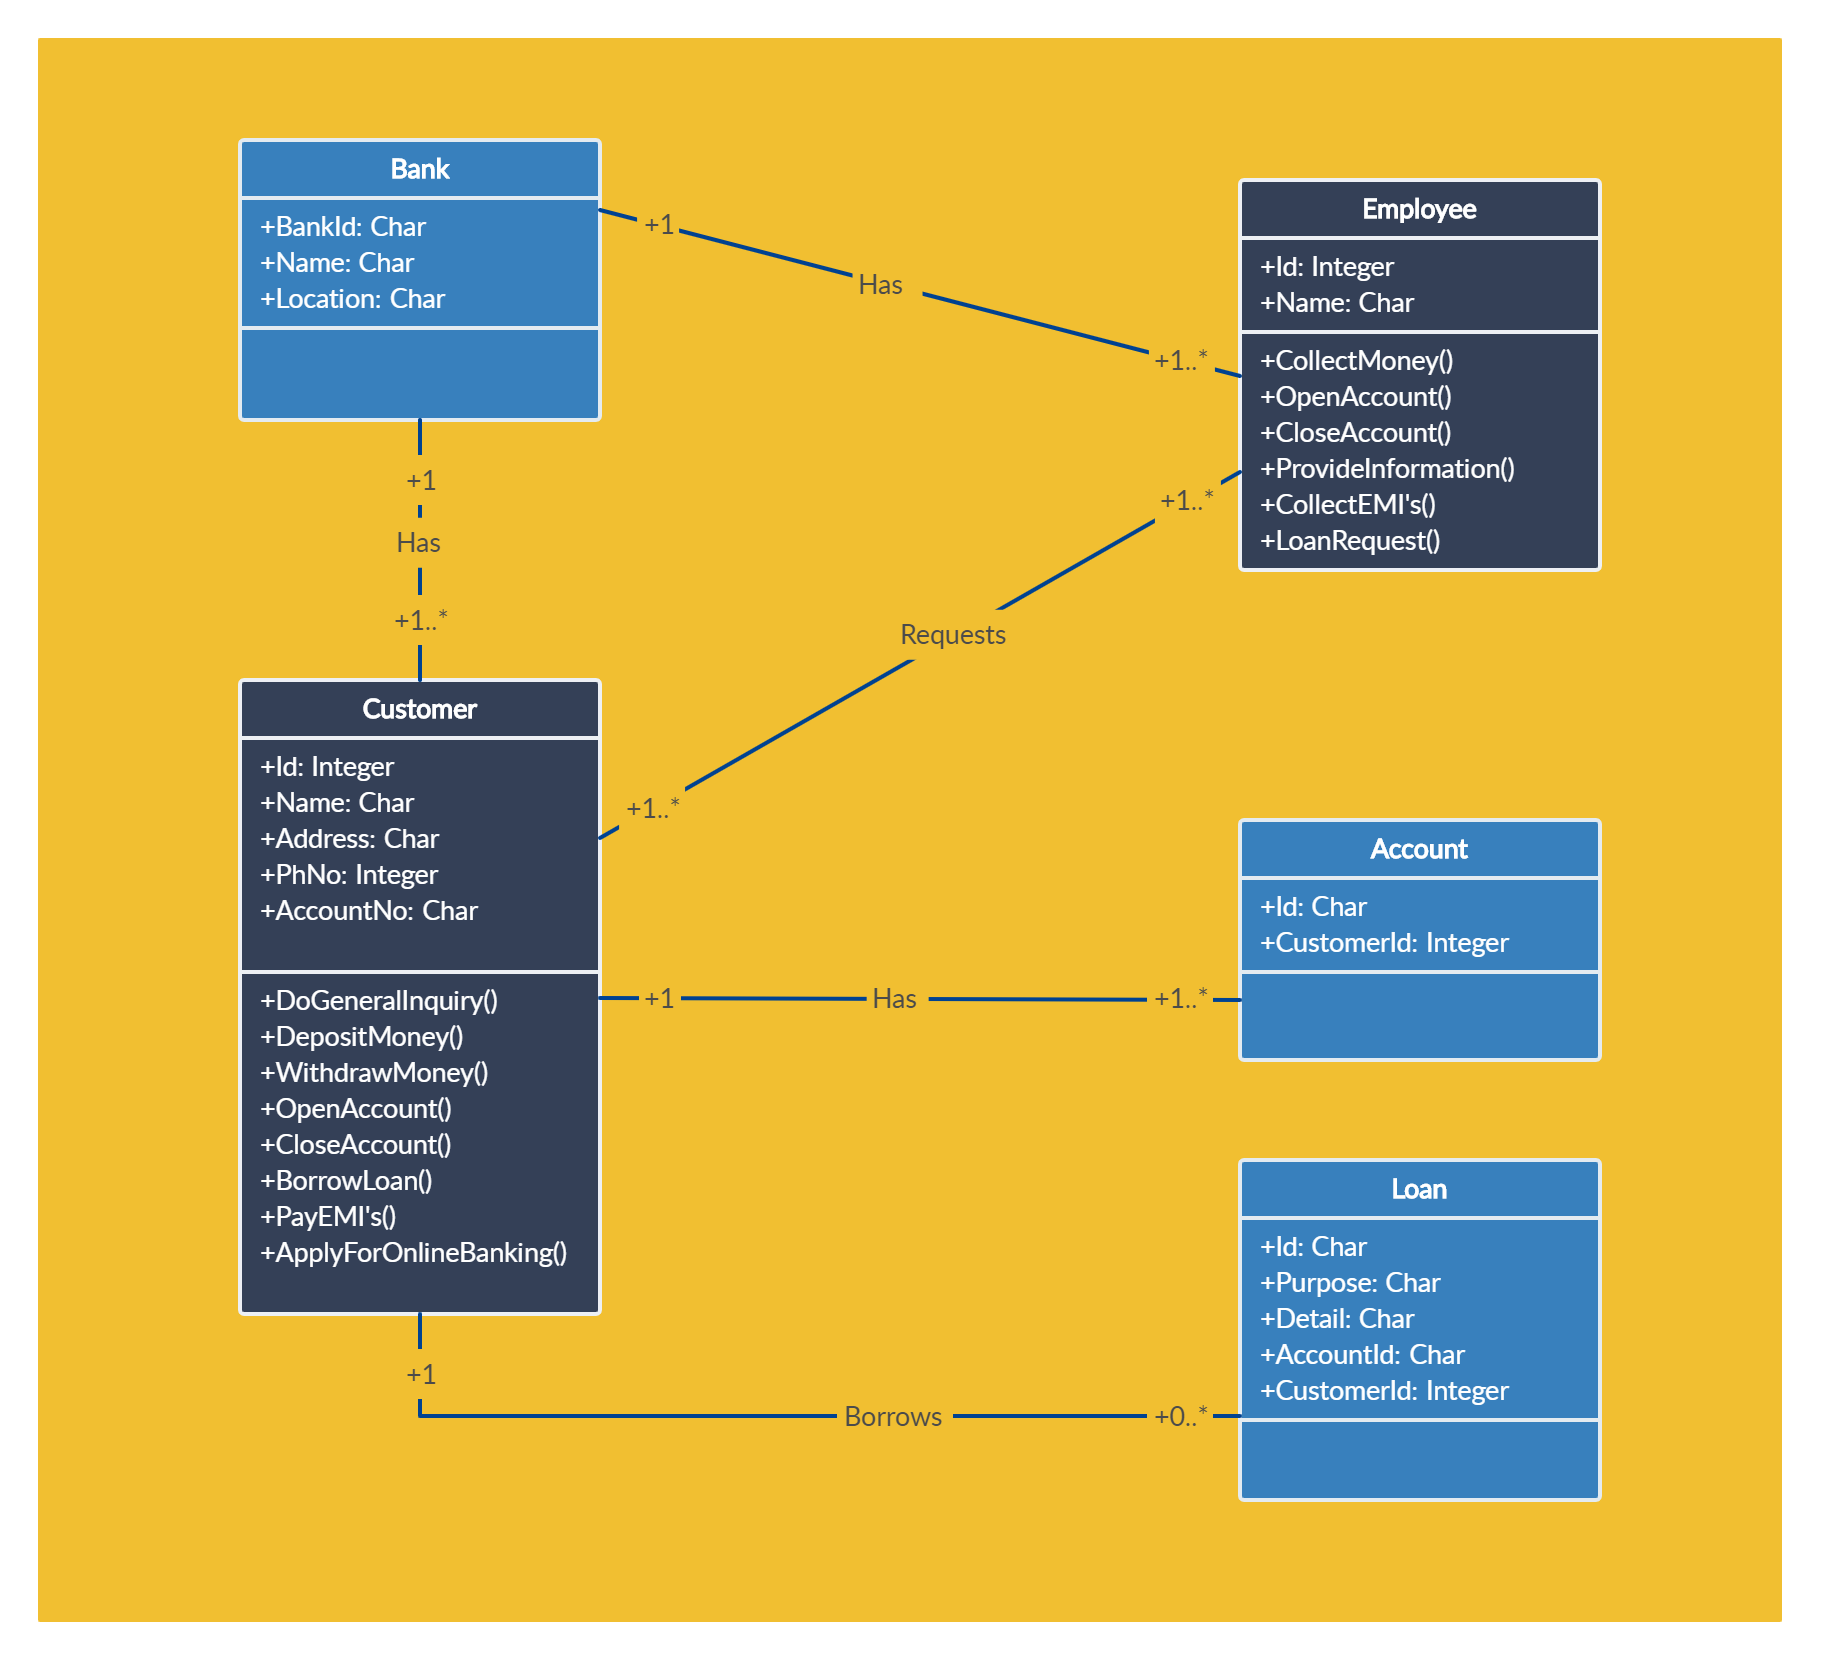 Bank
+BankId: Char
+Name: Char
+Location: Char
+1
Has
+1..*
Employee
+Id: Integer
+Name: Char
+CollectMoney()
+OpenAccount()
+CloseAccount()
+ProvideInformation()
+CollectEMI's()
+LoanRequest()
+1
Has
+1..*
+1..*
Requests
+1..*
Customer
+Id: Integer
+Name: Char
+Address: Char
+PhNo: Integer
+AccountNo: Char
+DoGeneralInquiry()
+DepositMoney()
+WithdrawMoney()
+OpenAccount()
+CloseAccount()
+BorrowLoan()
+PayEMI's()
+ApplyForOnlineBanking()
+1
Has
+1..*
Account
+Id: Char
+CustomerId: Integer
Loan
+Id: Char
+Purpose: Char
+Detail: Char
+AccountId: Char
+CustomerId: Integer
+1
Borrows
+0..*